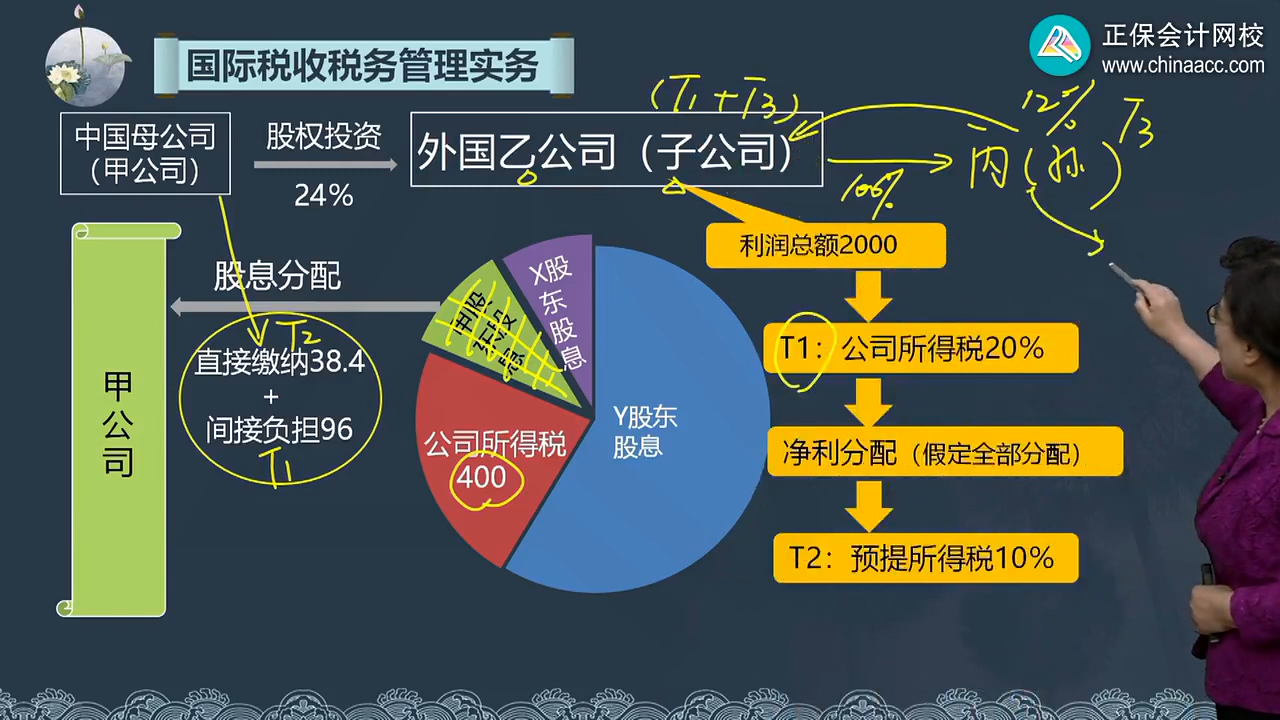 正保会计网校
www.chinaacc.com
国际税收税务管理实务
中国母公司
（甲公司）
股权投资
24%
外国乙公司（子公司）
(T1+T3)
100%
丙(孙)
12%
T3
利润总额2000
T1：公司所得税20%
净利分配（假定全部分配）
T2：预提所得税10%
股息分配
T2
直接缴纳38.4
+
间接负担96
T1
甲公司
X股东股息
公司所得税
400
Y股东
股息